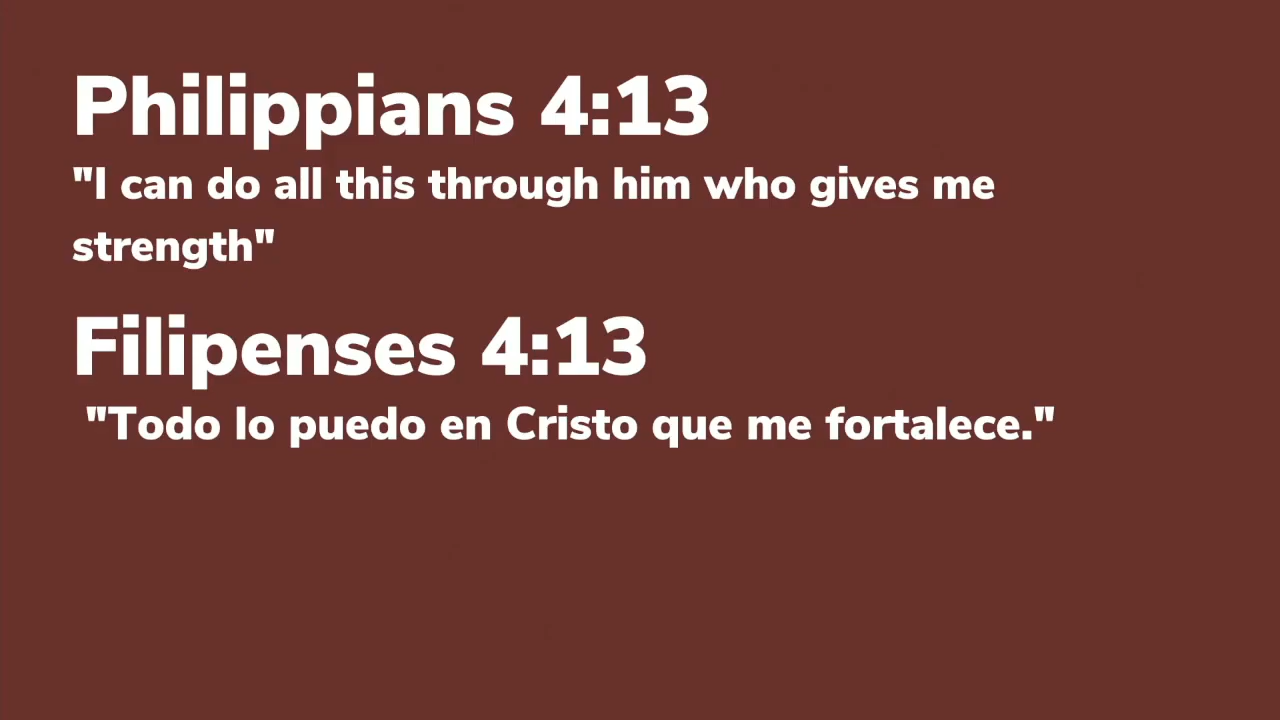 Philippians 4:13
"I can do all this through him who gives me
strength"
Filipenses 4:13
"Todo lo puedo en Cristo que me fortalece."